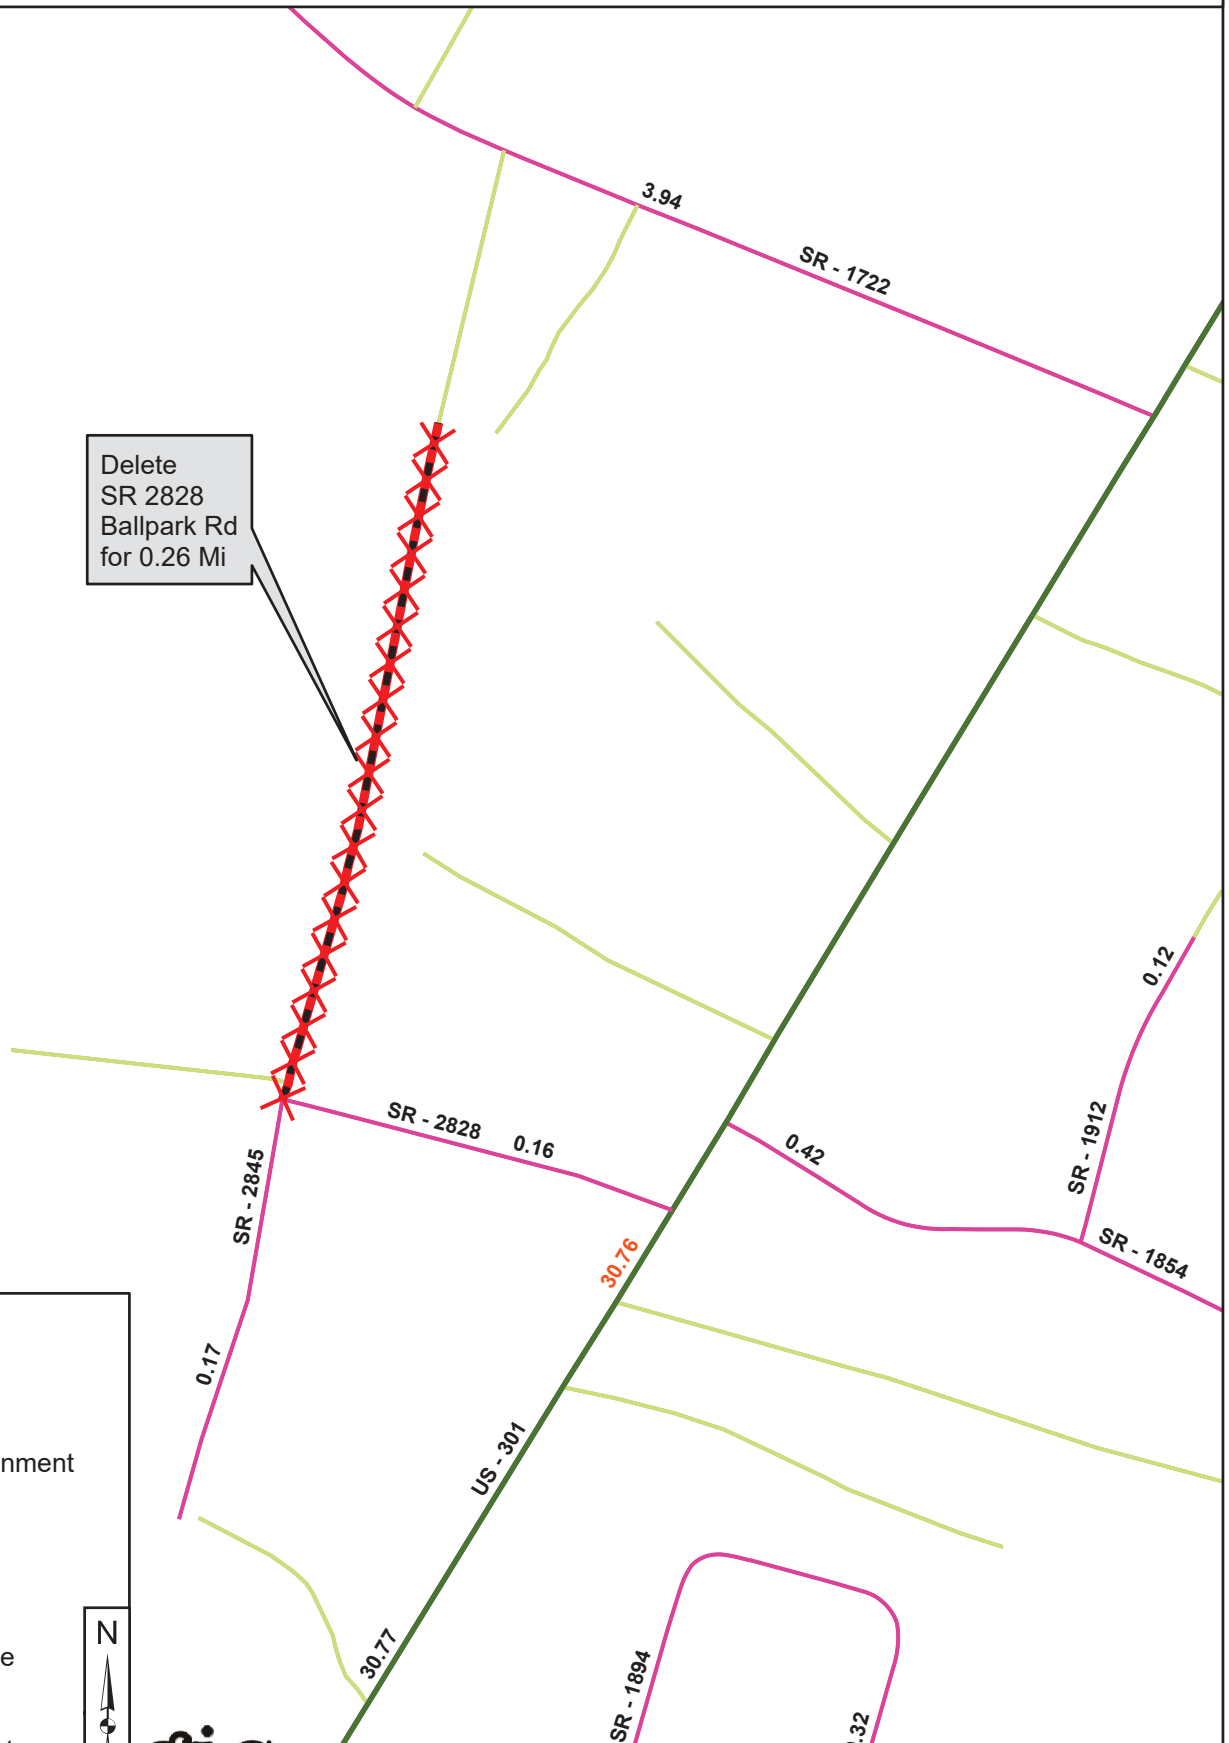 3.94
SR - 1722
Delete
SR 2828
Ballpark Rd
for 0.26 Mi
0.12
SR - 2828 0.16
SR - 1912
0.42
SR - 2845
SR - 1854
30.76
0.17
US - 301
nment
N
30.77
e
SR - 1894
.32